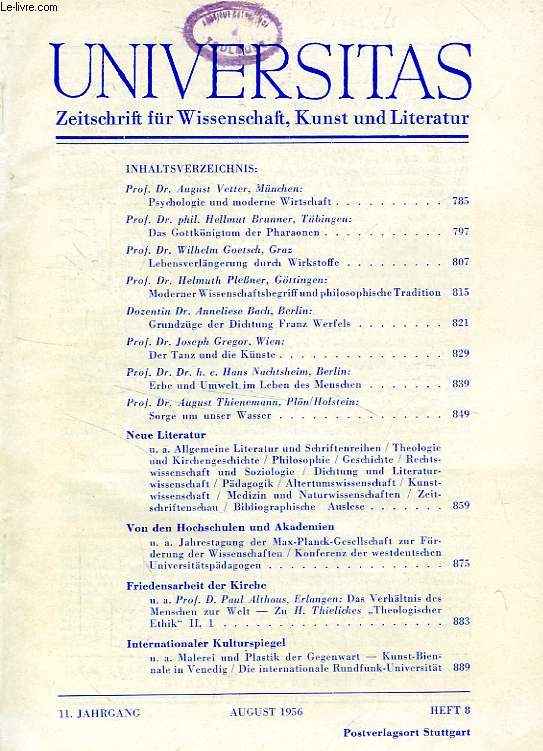 Le-livre.com
UNIVERSITAS
Zeitschrift für Wissenschaft, Kunst und Literatur
INHALTSVERZEICHNIS:
Prof. Dr. August Vetter, München:
Psychologie und moderne Wirtschaft . . . . . . . . . . 785
Prof. Dr. phil. Hellmut Brunner, Tübingen:
Das Gottkönigtum der Pharaonen . . . . . . . . . . . 797
Prof. Dr. Wilhelm Goetsch, Graz
Lebensverlängerung durch Wirkstoffe . . . . . . . . . 807
Prof. Dr. Helmuth Pleßner, Göttingen:
Moderner Wissenschaftsbegriff und philosophische Tradition 815
Dozentin Dr. Anneliese Bach, Berlin:
Grundzüge der Dichtung Franz Werfels . . . . . . . . 821
Prof. Dr. Joseph Gregor, Wien:
Der Tanz und die Künste . . . . . . . . . . . . . . . 829
Prof. Dr. Dr. h. c. Hans Nachtsheim, Berlin:
Erbe und Umwelt im Leben des Menschen . . . . . . . 839
Prof. Dr. August Thienemann, Plön/Holstein:
Sorge um unser Wasser . . . . . . . . . . . . . . . 849
Neue Literatur
u. a. Allgemeine Literatur und Schriftenreihen / Theologie
und Kirchengeschichte / Philosophie / Geschichte / Rechts-
wissenschaft und Soziologie / Dichtung und Literatur-
wissenschaft / Pädagogik / Altertumswissenschaft / Kunst-
wissenschaft / Medizin und Naturwissenschaften / Zeit-
schriftenschau / Bibliographische Auslese . . . . . . . 859
Von den Hochschulen und Akademien
u. a. Jahrestagung der Max-Planck-Gesellschaft zur För-
derung der Wissenschaften / Konferenz der westdeutschen
Universitätspädagogen . . . . . . . . . . . . . . . . 875
Friedensarbeit der Kirche
u. a. Prof. D. Paul Althaus, Erlangen: Das Verhältnis des
Menschen zur Welt — Zu H. Thielickes „Theologischer
Ethik“ II, 1 . . . . . . . . . . . . . . . . . . . . 883
Internationaler Kulturspiegel
u. a. Malerei und Plastik der Gegenwart — Kunst-Bien-
nale in Venedig / Die internationale Rundfunk-Universität 889
11. JAHRGANG AUGUST 1956 HEFT 8
Postverlagsort Stuttgart